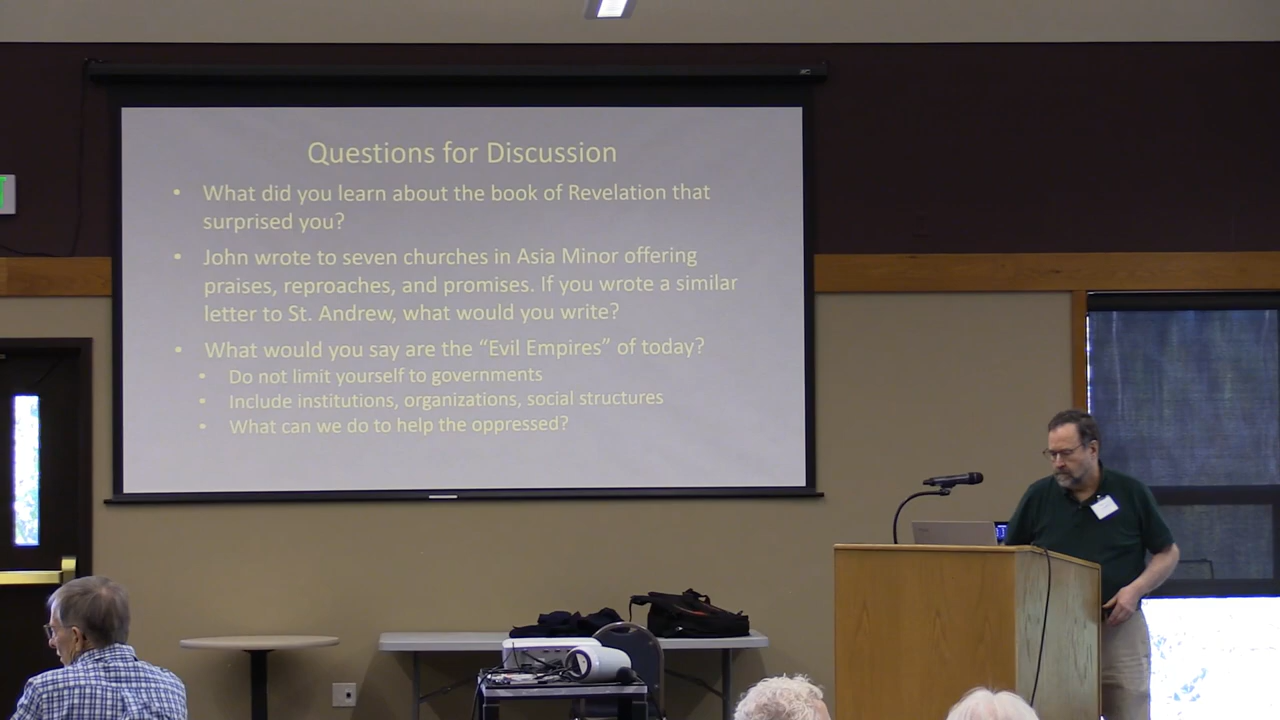 Questions for Discussion
• What did you learn about the book of Revelation that
surprised you?
• John wrote to seven churches in Asia Minor offering
praises, reproaches, and promises. If you wrote a similar
letter to St. Andrew, what would you write?
• What would you say are the “Evil Empires” of today?
• Do not limit yourself to governments
• Include institutions, organizations, social structures
• What can we do to help the oppressed?